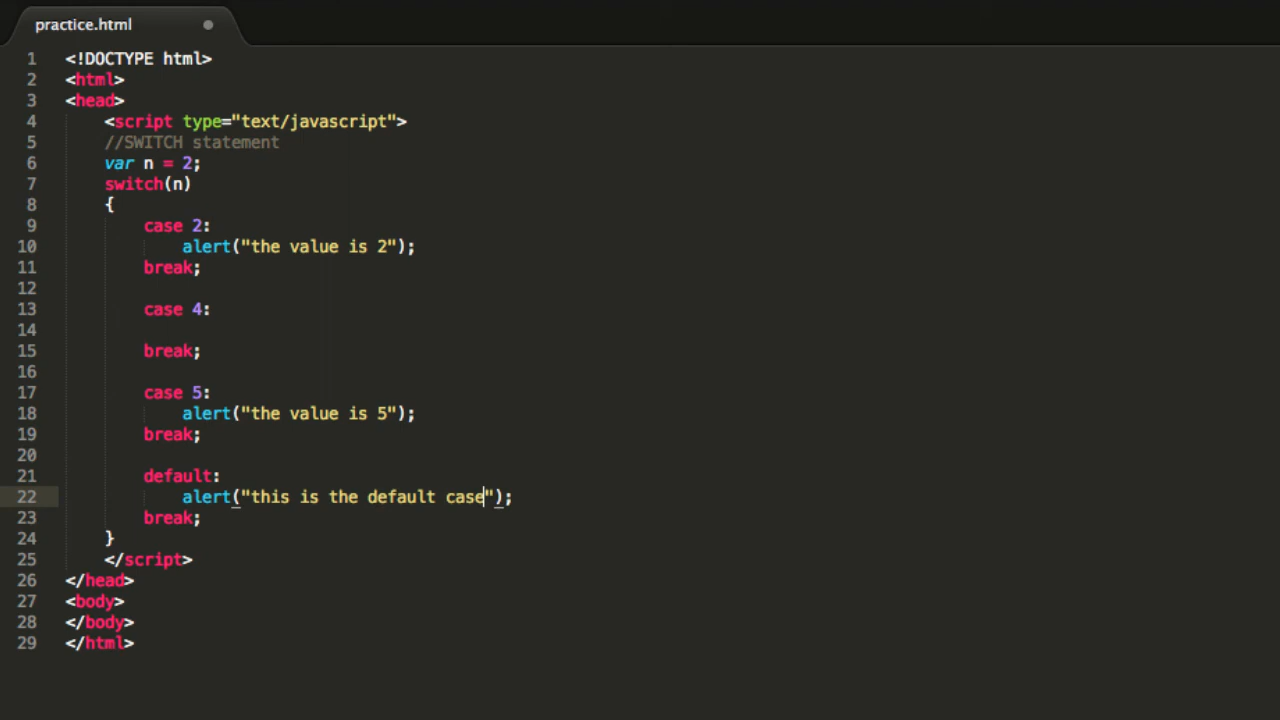 practice.html
1 <!DOCTYPE html>
2 <html>
3 <head>
4     <script type="text/javascript">
5     //SWITCH statement
6     var n = 2;
7     switch(n)
8     {
9         case 2:
10             alert("the value is 2");
11         break;
12
13         case 4:
14
15         break;
16
17         case 5:
18             alert("the value is 5");
19         break;
20
21         default:
22             alert("this is the default case");
23         break;
24     }
25     </script>
26 </head>
27 <body>
28 </body>
29 </html>